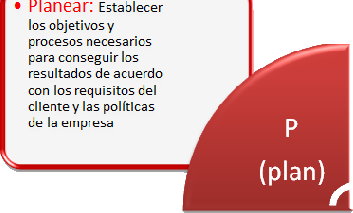 • Planear: Establecer
los objetivos y
procesos necesarios
para conseguir los
resultados de acuerdo
con los requisitos del
cliente y las políticas
de la empresa
P
(plan)